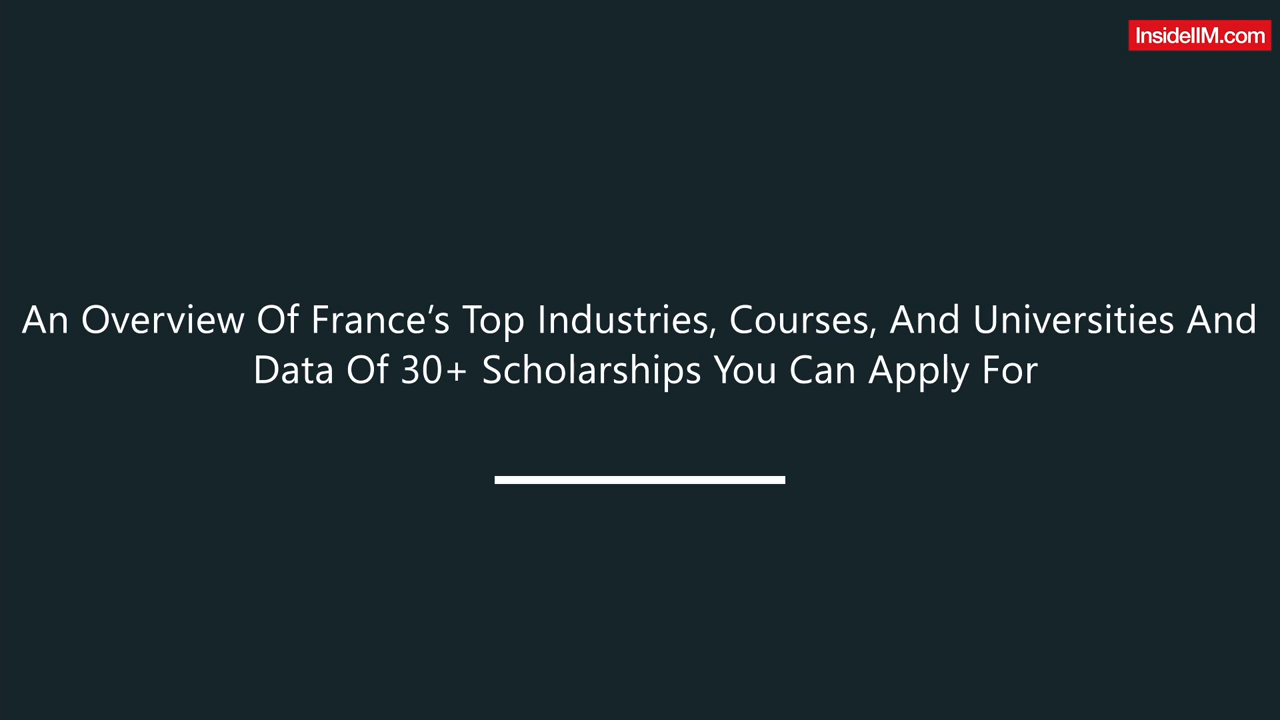 InsideIIM.com
An Overview Of France’s Top Industries, Courses, And Universities And
Data Of 30+ Scholarships You Can Apply For